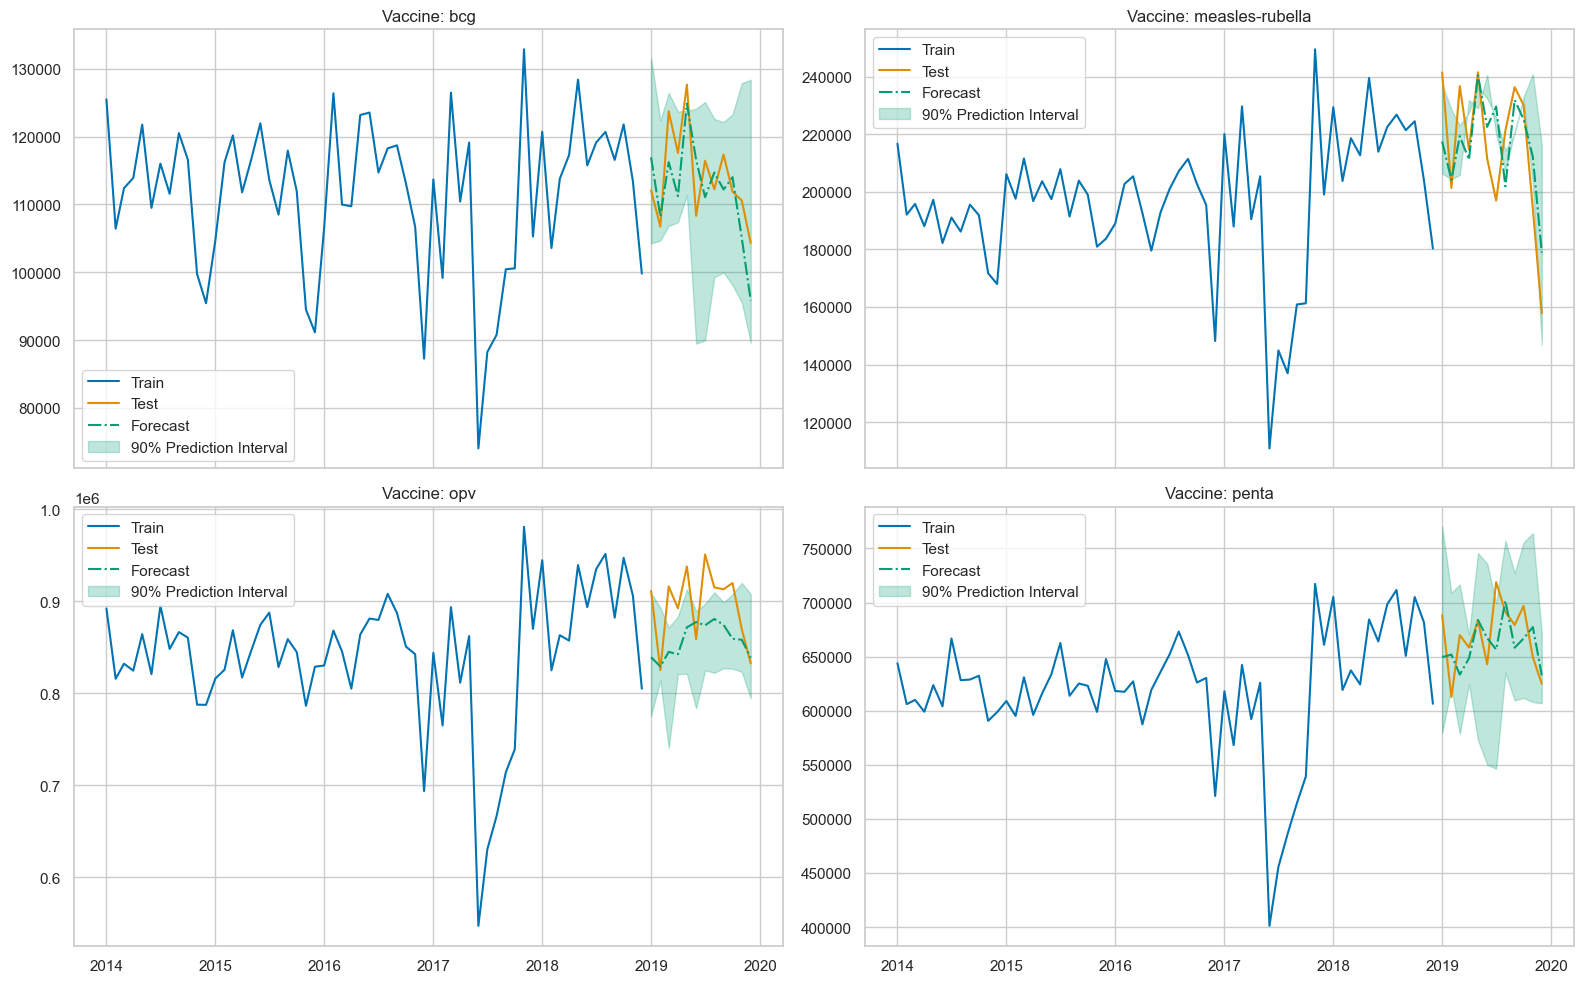 Vaccine: bcg
130000
120000
110000
100000
90000
80000
Train
Test
Forecast
90% Prediction Interval
Vaccine: measles-rubella
240000
220000
200000
180000
160000
140000
120000
Train
Test
Forecast
90% Prediction Interval
Vaccine: opv
1e6
1.0
0.9
0.8
0.7
0.6
Train
Test
Forecast
90% Prediction Interval
2014 2015 2016 2017 2018 2019 2020
Vaccine: penta
750000
700000
650000
600000
550000
500000
450000
400000
Train
Test
Forecast
90% Prediction Interval
2014 2015 2016 2017 2018 2019 2020